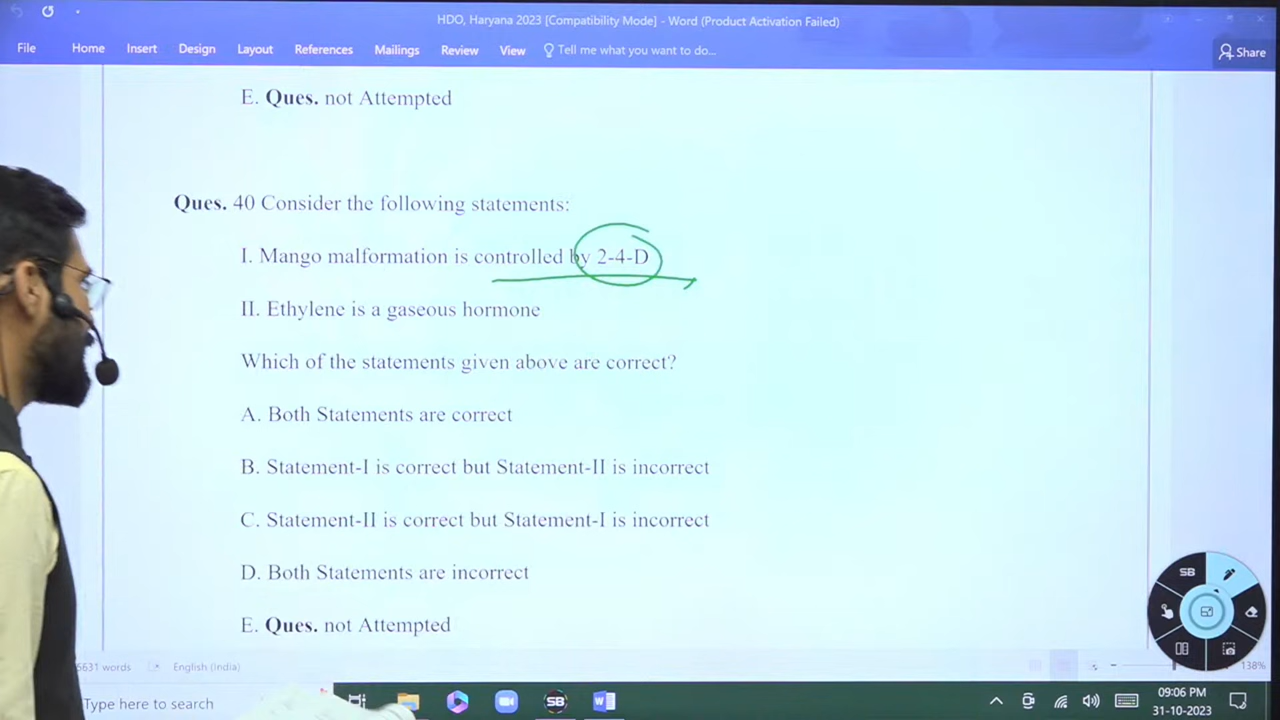 HDO, Haryana 2023 [Compatibility Mode] - Word (Product Activation Failed)
File Home Insert Design Layout References Mailings Review View Tell me what you want to do... Share
E. Ques. not Attempted
Ques. 40 Consider the following statements:
I. Mango malformation is controlled by 2-4-D
II. Ethylene is a gaseous hormone
Which of the statements given above are correct?
A. Both Statements are correct
B. Statement-I is correct but Statement-II is incorrect
C. Statement-II is correct but Statement-I is incorrect
D. Both Statements are incorrect
E. Ques. not Attempted
5631 words English (India) 138%
SB
Type here to search
SB
09:06 PM
31-10-2023